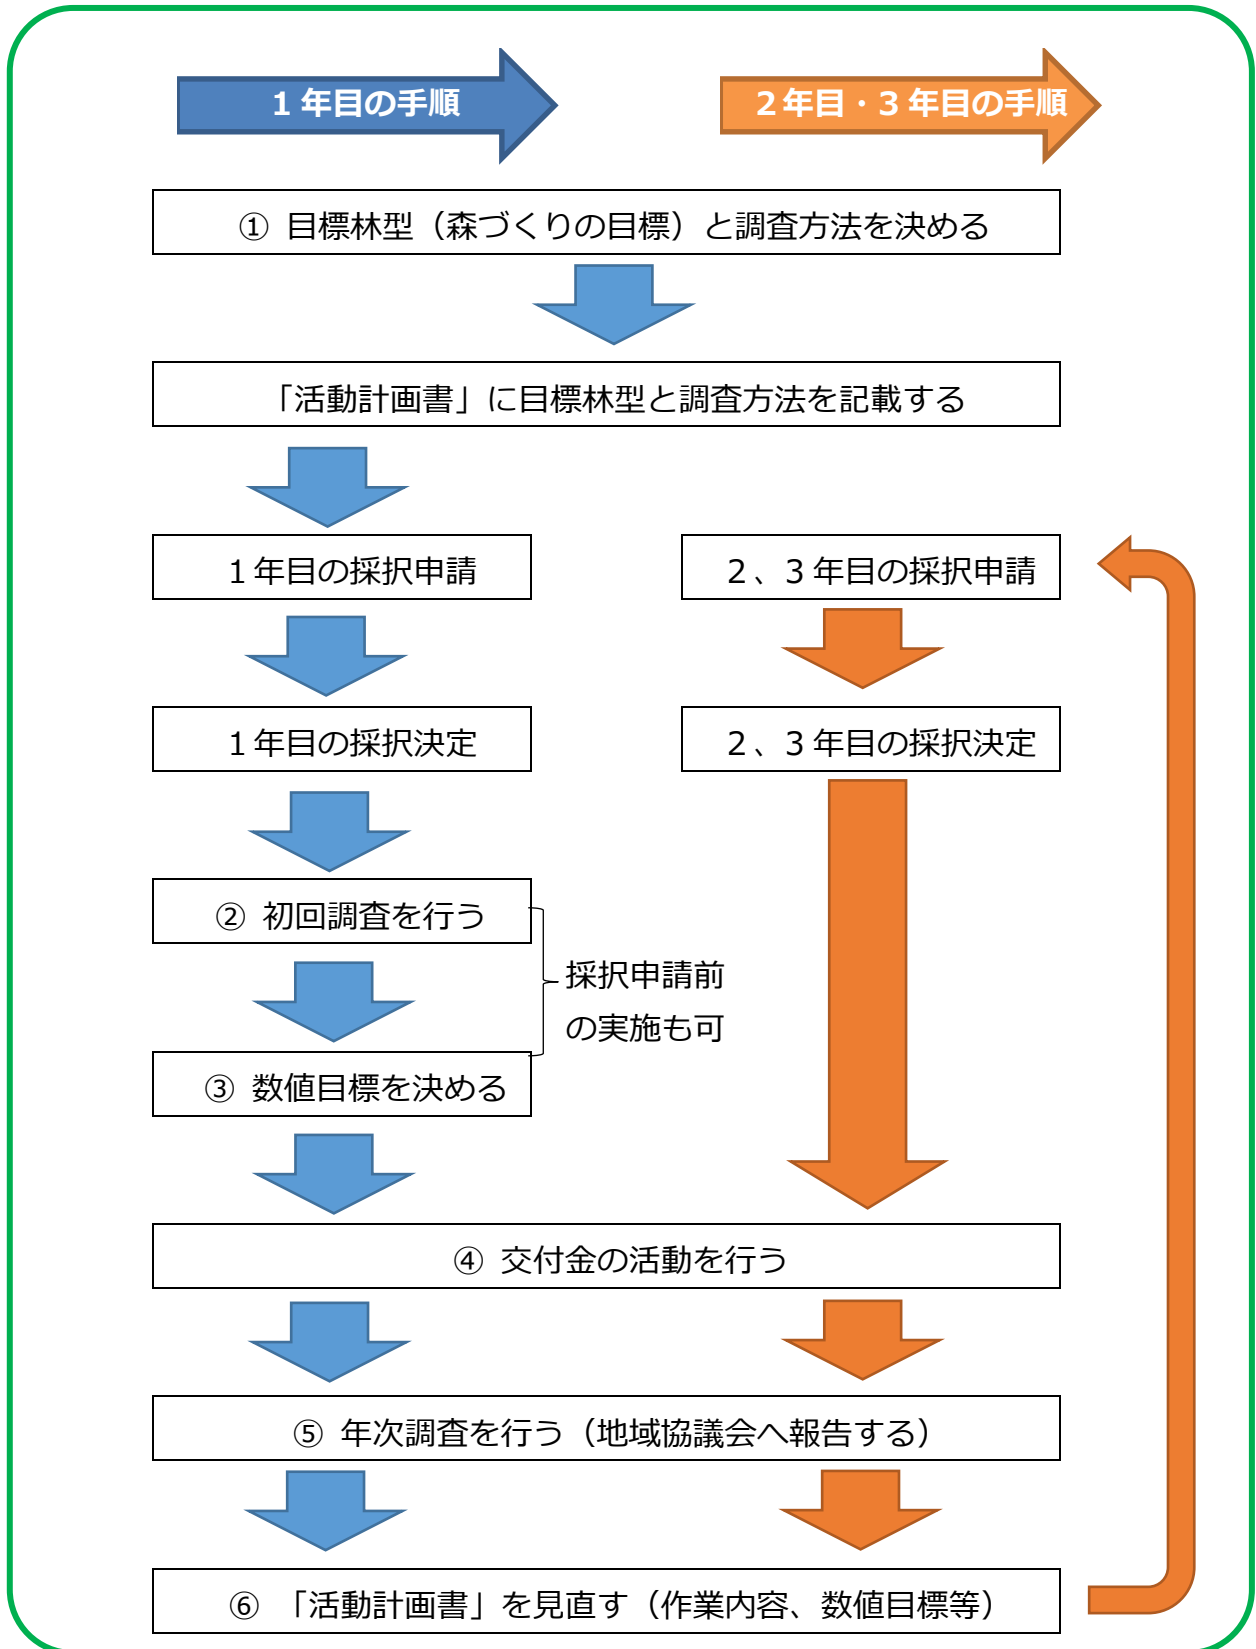 １年目の手順
２年目・３年目の手順
① 目標林型（森づくりの目標）と調査方法を決める
「活動計画書」に目標林型と調査方法を記載する
１年目の採択申請
２、３年目の採択申請
１年目の採択決定
２、３年目の採択決定
② 初回調査を行う
採択申請前
の実施も可
③ 数値目標を決める
④ 交付金の活動を行う
⑤ 年次調査を行う（地域協議会へ報告する）
⑥ 「活動計画書」を見直す（作業内容、数値目標等）